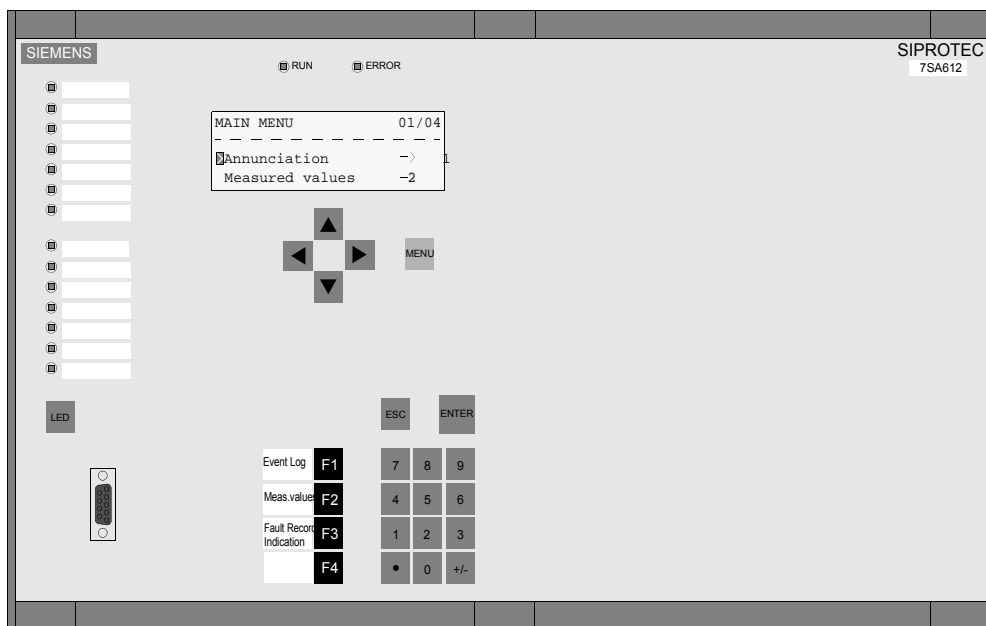 SIEMENS
SIPROTEC
7SA612
RUN ERROR
MAIN MENU 01/04
Annunciation –> 1
Measured values –2
MENU
LED
ESC ENTER
Event Log F1 7 8 9
Meas.values F2 4 5 6
Fault Record
Indication F3 1 2 3
F4 • 0 +/-